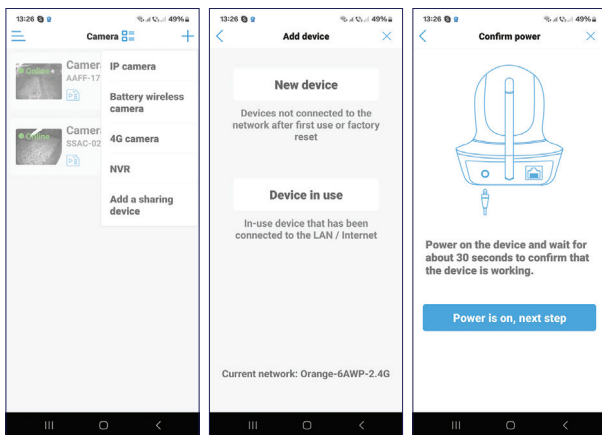 13:26
49%
Camera
Camer
AAFF-17
Online
Camer
SSAC-02
Online
IP camera
Battery wireless
camera
4G camera
NVR
Add a sharing
device
13:26
49%
Add device
New device
Devices not connected to the
network after first use or factory
reset
Device in use
In-use device that has been
connected to the LAN / Internet
Current network: Orange-6AWP-2.4G
13:26
49%
Confirm power
Power on the device and wait for
about 30 seconds to confirm that
the device is working.
Power is on, next step